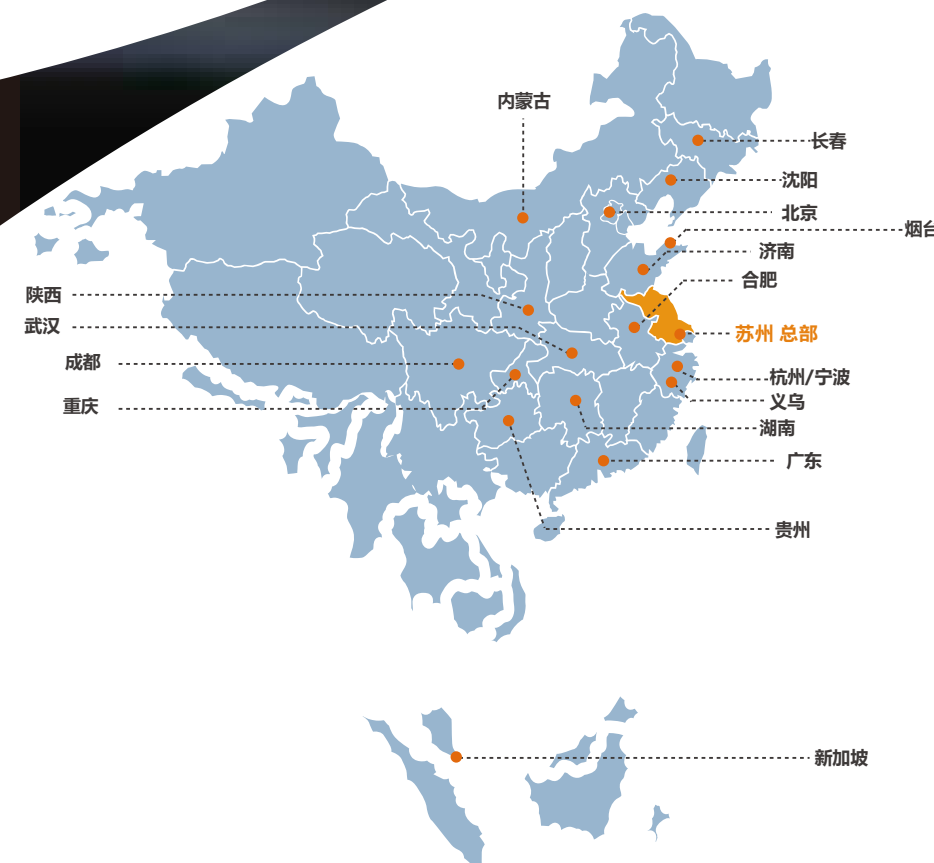 内蒙古
长春
沈阳
北京
烟台
济南
合肥
陕西
武汉
苏州 总部
成都
杭州/宁波
义乌
重庆
湖南
广东
贵州
新加坡